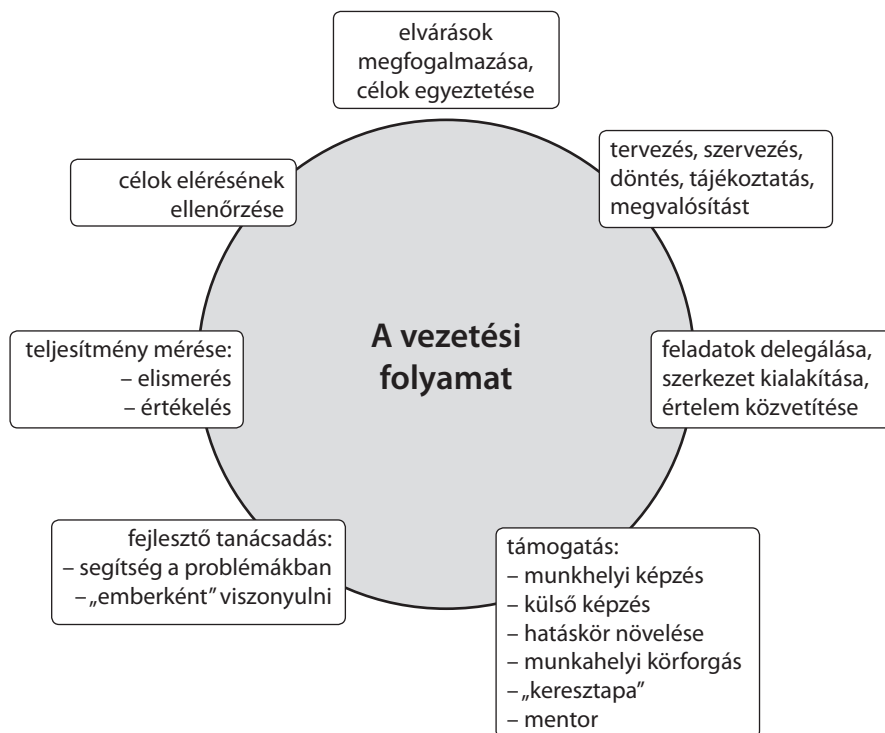 elvárások
megfogalmazása,
célok egyeztetése
tervezés, szervezés,
döntés, tájékoztatás,
megvalósítást
feladatok delegálása,
szerkezet kialakítása,
értelem közvetítése
támogatás:
– munkhelyi képzés
– külső képzés
– hatáskör növelése
– munkahelyi körforgás
– „keresztapa”
– mentor
fejlesztő tanácsadás:
– segítség a problémákban
– „emberként” viszonyulni
teljesítmény mérése:
– elismerés
– értékelés
célok elérésének
ellenőrzése
A vezetési
folyamat